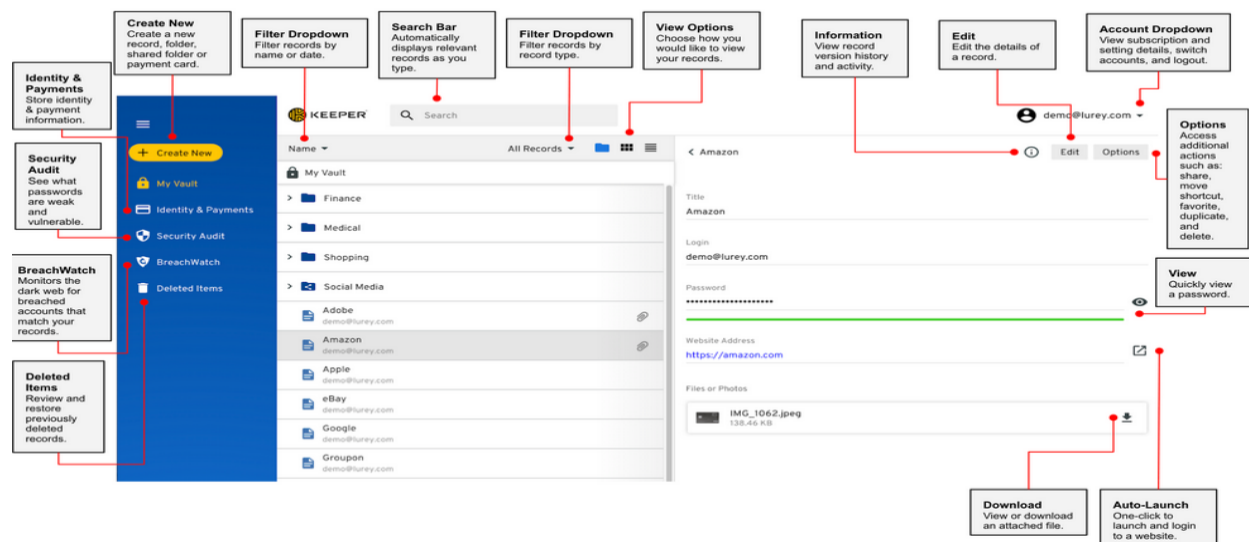 Create New
Create a new
record, folder,
shared folder or
payment card.
Filter Dropdown
Filter records by
name or date.
Search Bar
Automatically
displays relevant
records as you
type.
Filter Dropdown
Filter records by
record type.
View Options
Choose how you
would like to view
your records.
Information
View record
version history
and activity.
Edit
Edit the details of
a record.
Account Dropdown
View subscription and
setting details, switch
accounts, and logout.
Identity &
Payments
Store identity
& payment
information.
Security
Audit
See what
passwords
are weak
and
vulnerable.
BreachWatch
Monitors the
dark web for
breached
accounts that
match your
records.
Deleted
Items
Review and
restore
previously
deleted
records.
+ Create New
My Vault
Identity & Payments
Security Audit
BreachWatch
Deleted Items
KEEPER
Search
demo@lurey.com
Name
All Records
My Vault
Finance
Medical
Shopping
Social Media
Adobe
demo@lurey.com
Amazon
demo@lurey.com
Apple
demo@lurey.com
eBay
demo@lurey.com
Google
demo@lurey.com
Groupon
demo@lurey.com
< Amazon
Edit
Options
Title
Amazon
Login
demo@lurey.com
Password
••••••••••••••••••••
Website Address
https://amazon.com
Files or Photos
IMG_1062.jpeg
138.46 KB
Options
Access
additional
actions
such as:
share,
move
shortcut,
favorite,
duplicate,
and
delete.
View
Quickly view
a password.
Download
View or download
an attached file.
Auto-Launch
One-click to
launch and login
to a website.